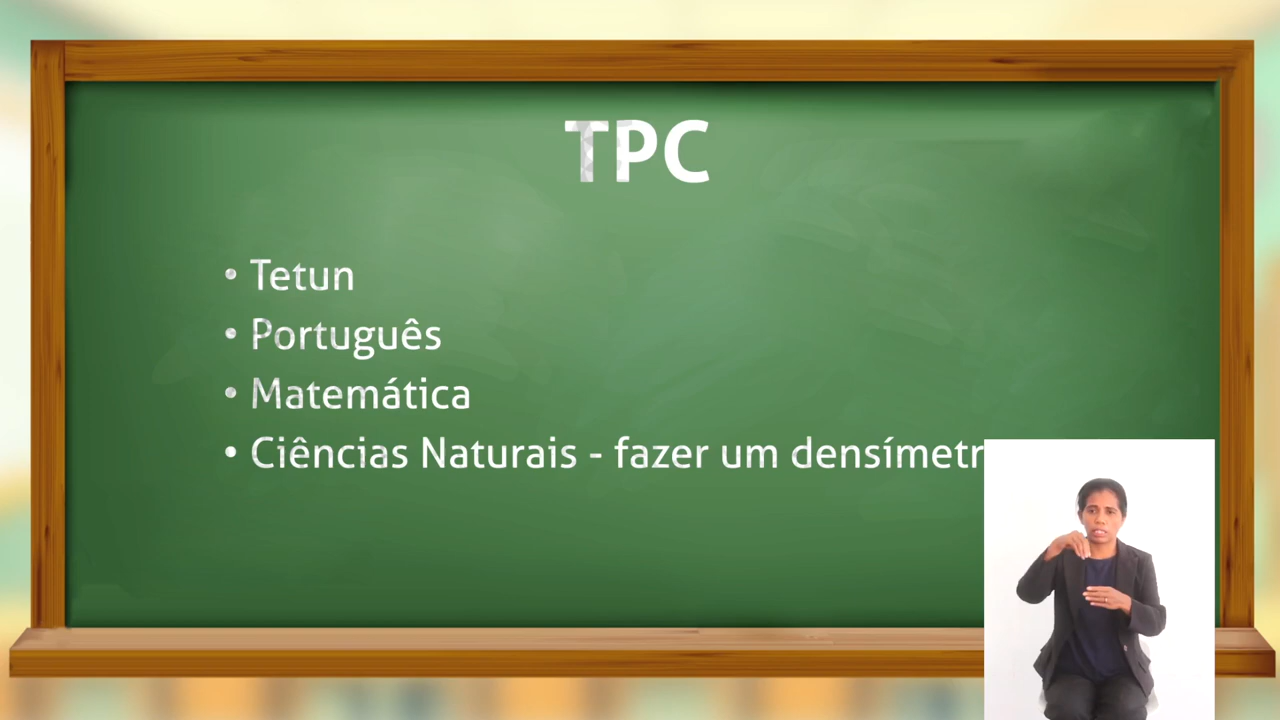 TPC
• Tetun
• Português
• Matemática
• Ciências Naturais - fazer um